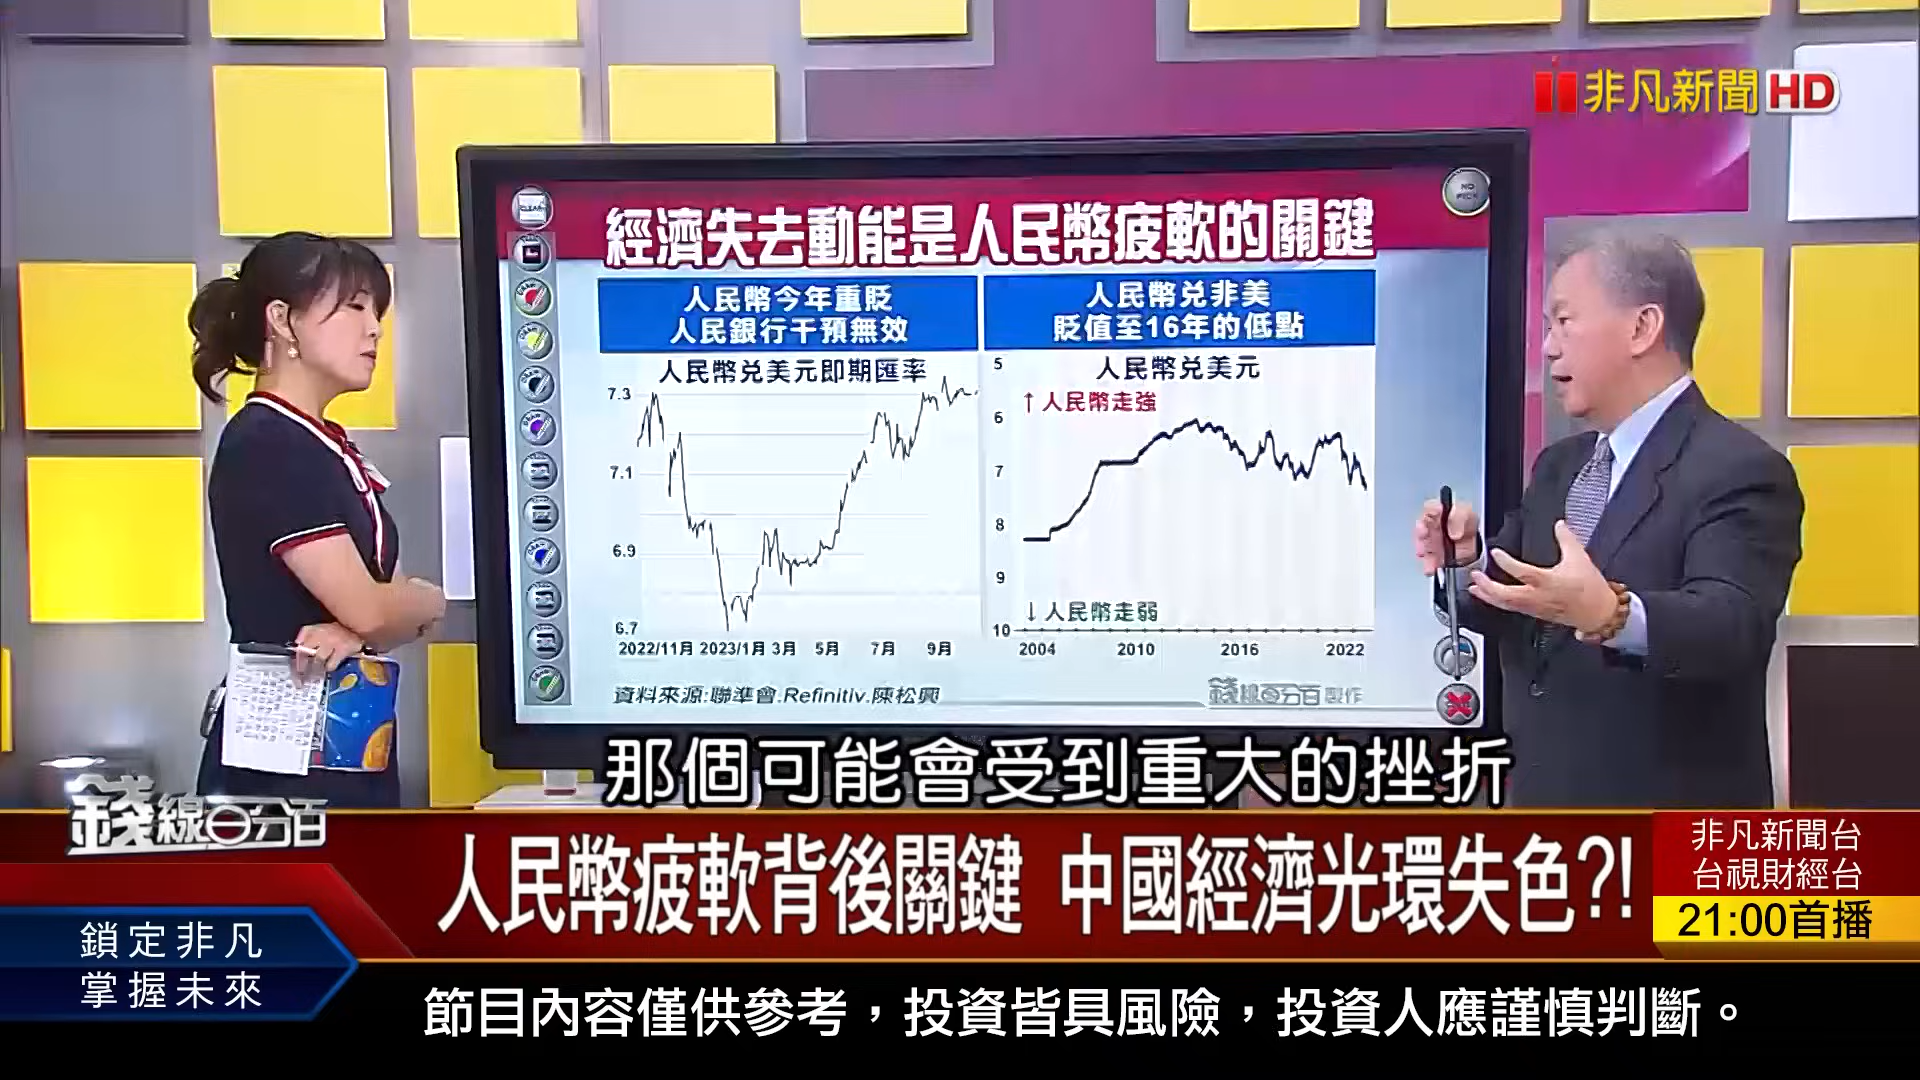 非凡新聞HD
經濟失去動能是人民幣疲軟的關鍵
人民幣今年重貶
人民銀行干預無效
人民幣兌美元即期匯率
7.3
7.1
6.9
6.7
2022/11月 2023/1月 3月 5月 7月 9月
人民幣兌非美
貶值至16年的低點
人民幣兌美元
↑人民幣走強
5
6
7
8
9
10
↓人民幣走弱
2004 2010 2016 2022
資料來源:聯準會.Refinitiv.陳松興
錢線百分百 製作
那個可能會受到重大的挫折
錢線百分百
人民幣疲軟背後關鍵 中國經濟光環失色?!
非凡新聞台
台視財經台
21:00首播
鎖定非凡
掌握未來
節目內容僅供參考，投資皆具風險，投資人應謹慎判斷。